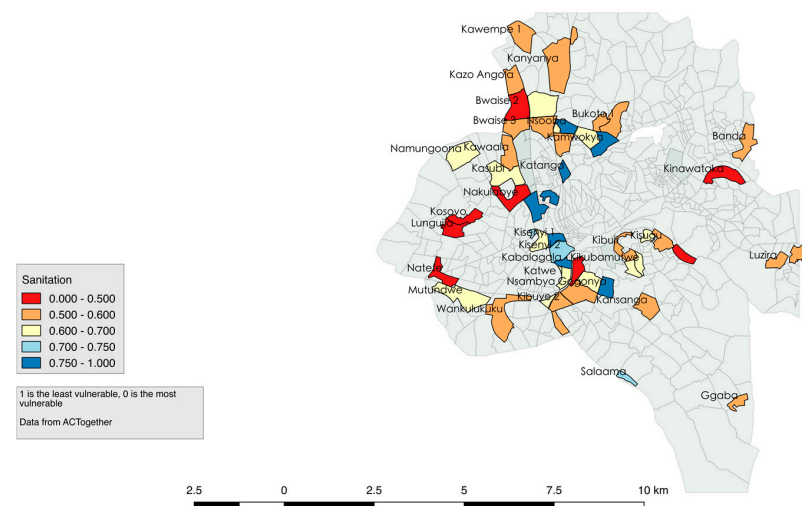 Kawempe 1
Kanyanya
Kazo Angola
Bwaise 2
Bwaise 3
Nsooba
Bukoto 1
Kamwokya
Banda
Namungoona
Kawaala
Kasubi
Katanga
Kinawataka
Nakulabye
Kosovo
Lungujja
Kisenyi 1
Kisenyi 2
Kibuli
Kisugu
Kabalagala
Kikubamutwe
Luzira
Natete
Katwe 1
Nsambya Gogonya
Mutundwe
Kibuye 2
Kansanga
Wankulukuku
Salaama
Ggaba
Sanitation
0.000 - 0.500
0.500 - 0.600
0.600 - 0.700
0.700 - 0.750
0.750 - 1.000
1 is the least vulnerable, 0 is the most
vulnerable
Data from ACTogether
2.5 0 2.5 5 7.5 10 km